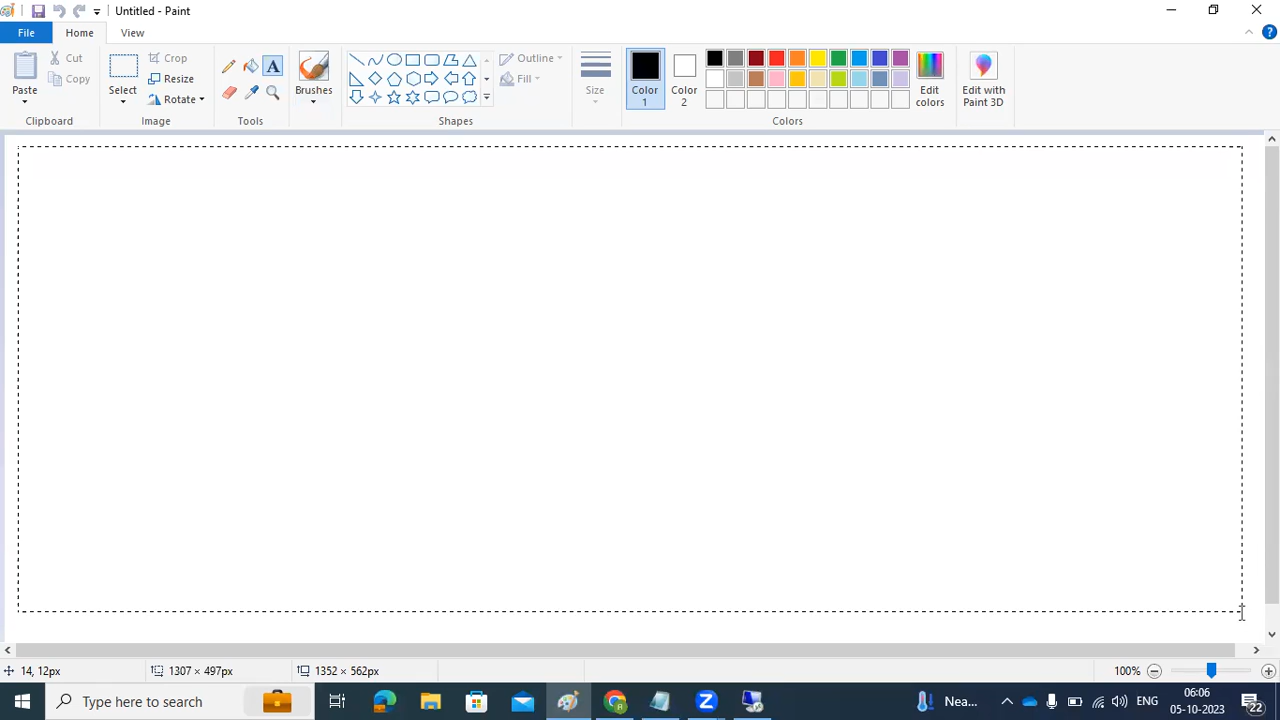 Untitled - Paint
File
Home
View
Paste
Cut
Copy
Clipboard
Select
Crop
Resize
Rotate
Image
A
Tools
Brushes
Shapes
Outline
Fill
Size
Color
1
Color
2
Edit
colors
Colors
Edit with
Paint 3D
14, 12px
1307 × 497px
1352 × 562px
100%
Type here to search
Nea...
ENG
06:06
05-10-2023
22